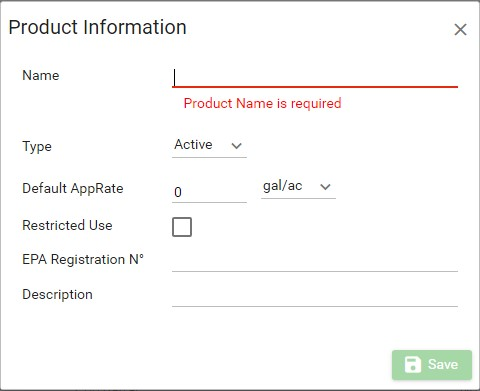 Product Information
Name
Product Name is required
Type Active
Default AppRate 0 gal/ac
Restricted Use
EPA Registration N°
Description
Save